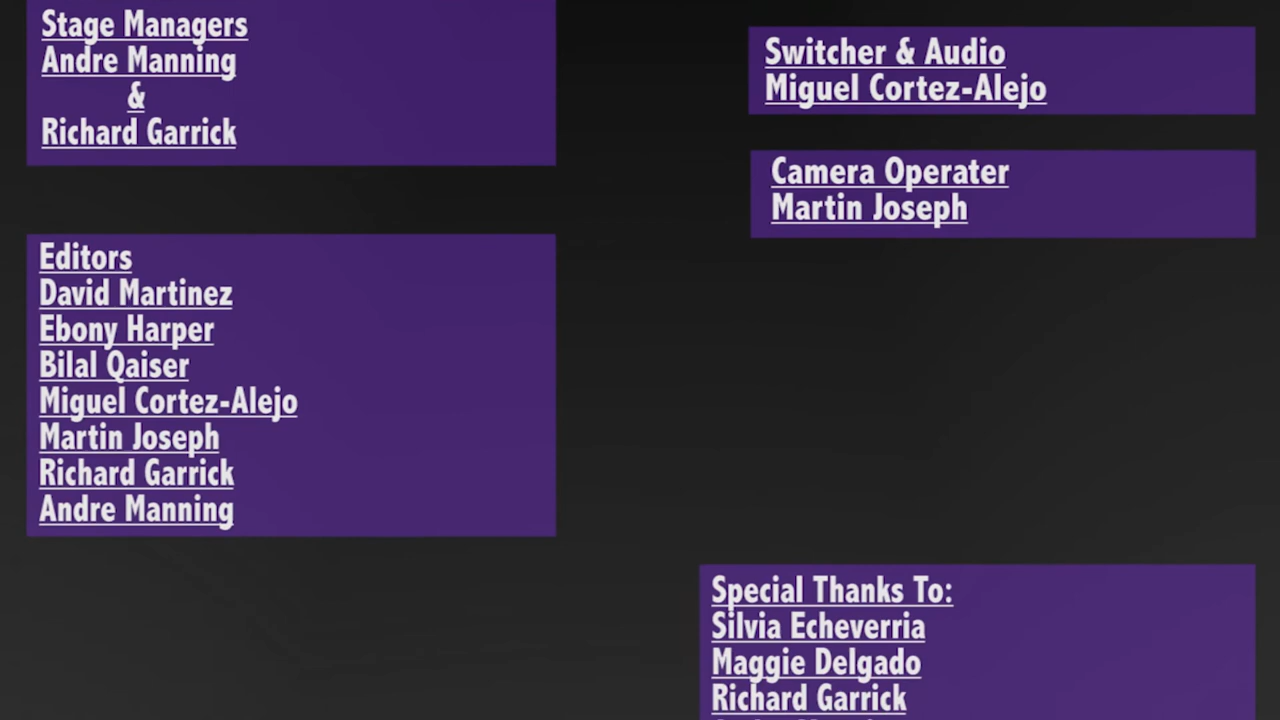 Stage Managers
Andre Manning
&
Richard Garrick
Switcher & Audio
Miguel Cortez-Alejo
Camera Operater
Martin Joseph
Editors
David Martinez
Ebony Harper
Bilal Qaiser
Miguel Cortez-Alejo
Martin Joseph
Richard Garrick
Andre Manning
Special Thanks To:
Silvia Echeverria
Maggie Delgado
Richard Garrick